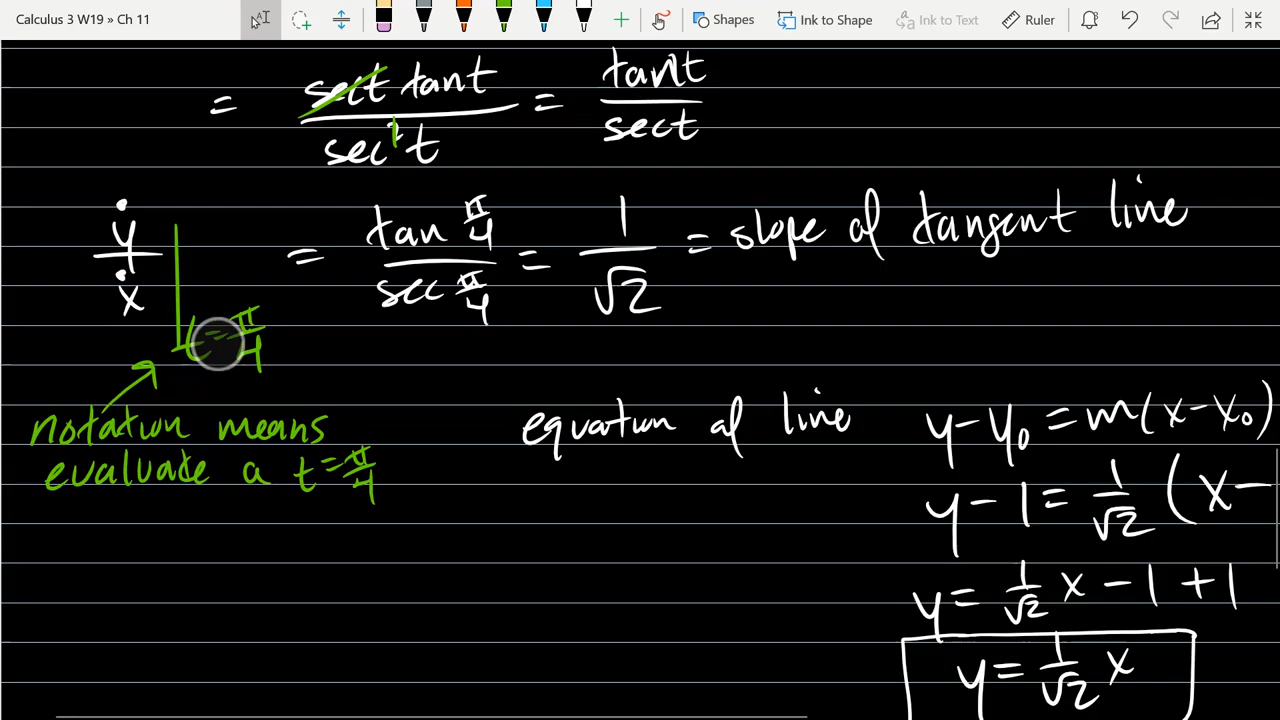 Calculus 3 W19 » Ch 11
Shapes
Ink to Shape
Ink to Text
Ruler
= sect tant / sec² t = tant / sect
ẏ / ẋ | t = π/4 = tan π/4 / sec π/4 = 1/√2 = slope of tangent line
notation means
evaluate a t = π/4
equation of line y - y₀ = m(x - x₀)
y - 1 = 1/√2 (x -
y = 1/√2 x - 1 + 1
y = 1/√2 x